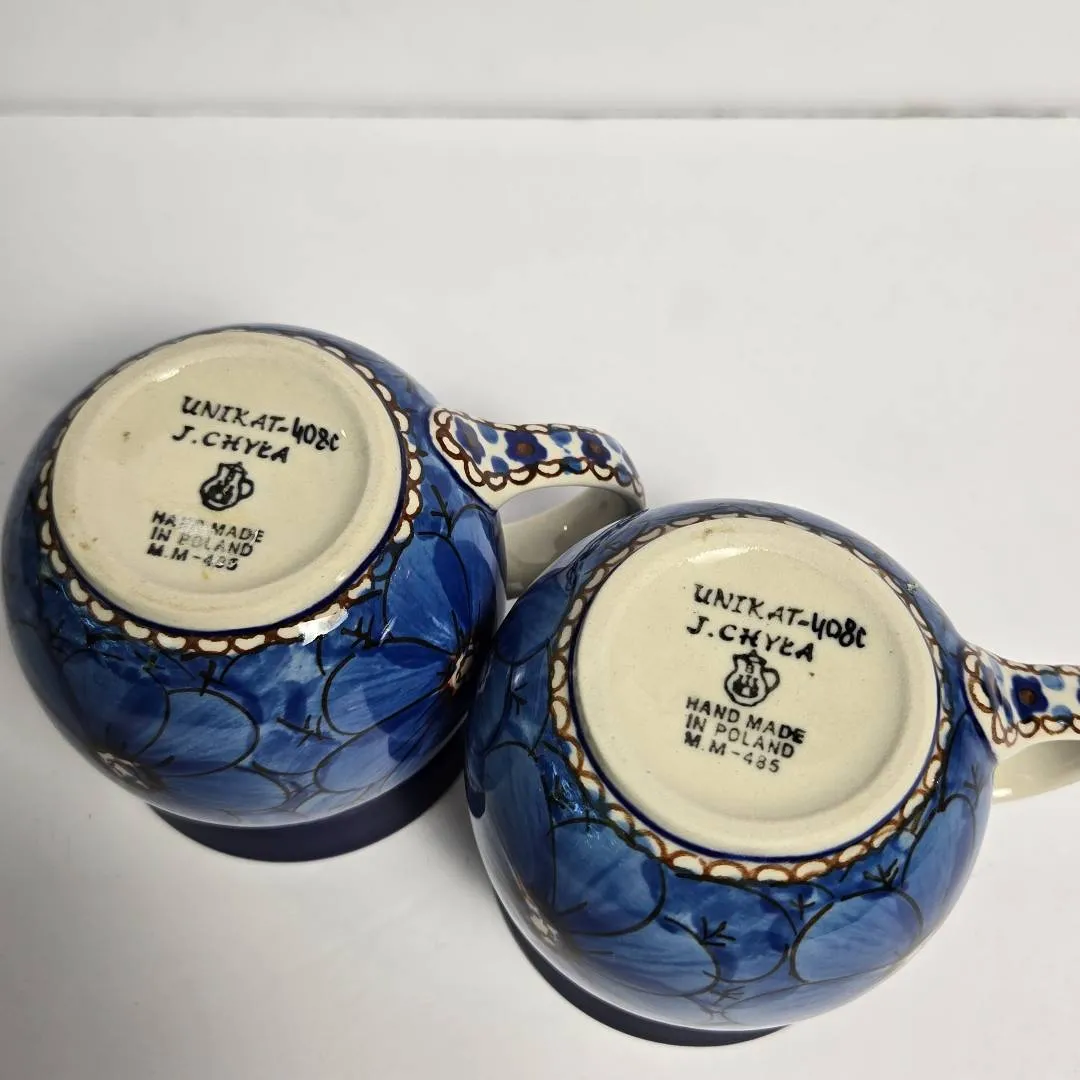 UNIKAT-408C
J.CHYŁA
HAND MADE
IN POLAND
M.M-485
UNIKAT-408C
J.CHYŁA
HAND MADE
IN POLAND
M.M-485